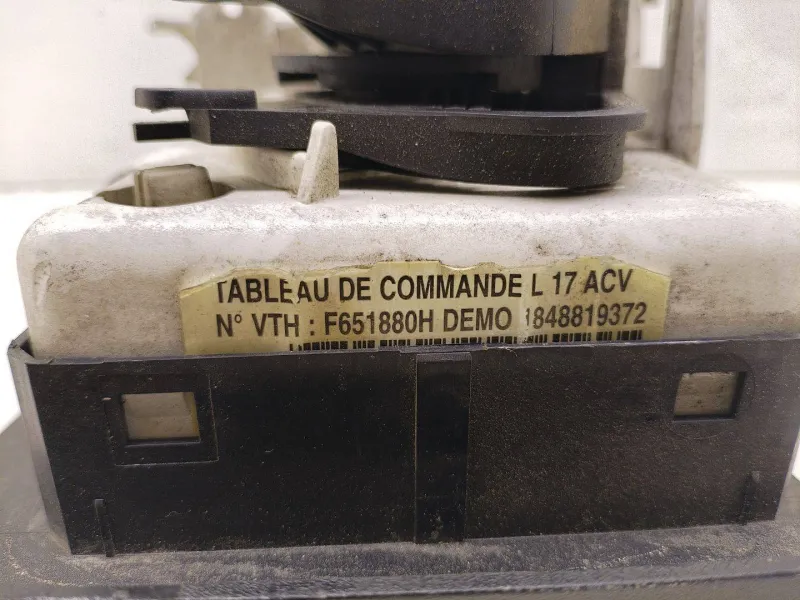 TABLEAU DE COMMANDE L 17 ACV
N° VTH : F651880H DEMO 1848819372